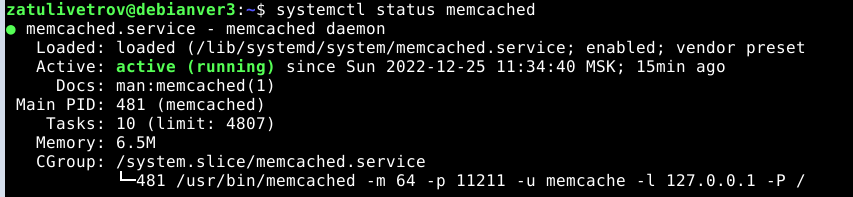 zatulivetrov@debianver3:~$ systemctl status memcached
● memcached.service - memcached daemon
Loaded: loaded (/lib/systemd/system/memcached.service; enabled; vendor preset
Active: active (running) since Sun 2022-12-25 11:34:40 MSK; 15min ago
Docs: man:memcached(1)
Main PID: 481 (memcached)
Tasks: 10 (limit: 4807)
Memory: 6.5M
CGroup: /system.slice/memcached.service
└─481 /usr/bin/memcached -m 64 -p 11211 -u memcache -l 127.0.0.1 -P /